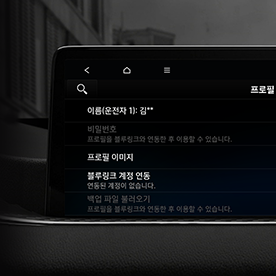 프로필
이름(운전자 1): 김**
비밀번호
프로필을 블루링크와 연동한 후 이용할 수 있습니다.
프로필 이미지
블루링크 계정 연동
연동된 계정이 없습니다.
백업 파일 불러오기
프로필을 블루링크와 연동한 후 이용할 수 있습니다.